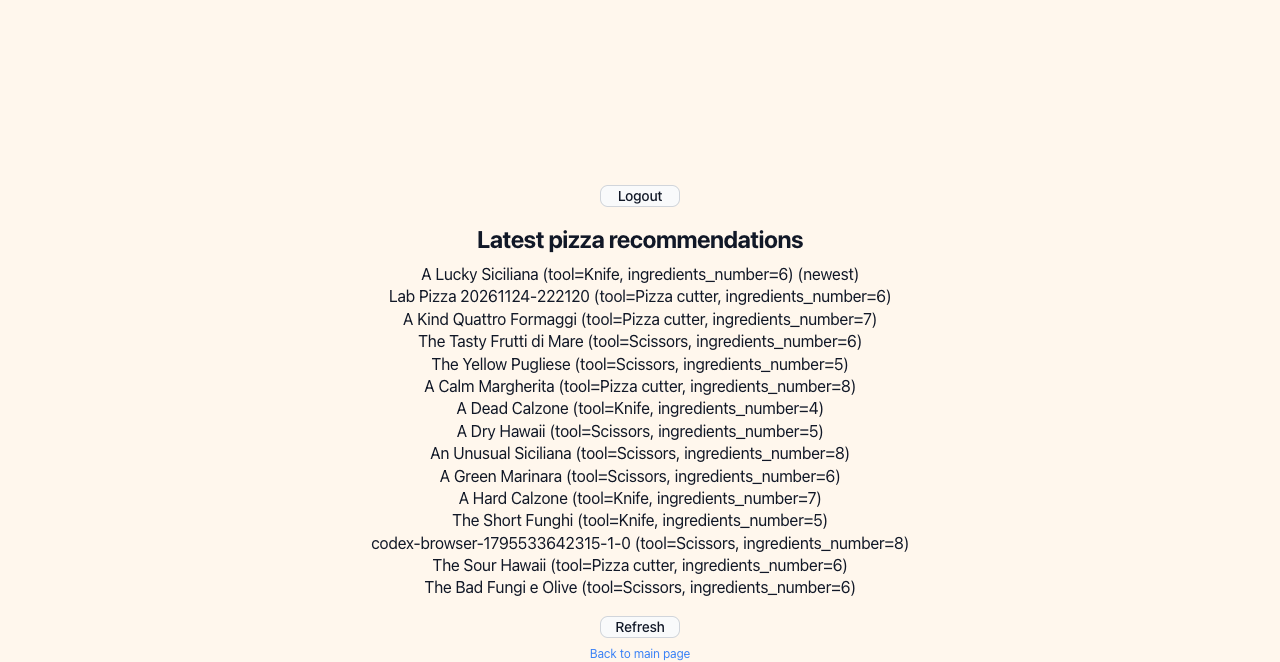 Logout
Latest pizza recommendations
A Lucky Siciliana (tool=Knife, ingredients_number=6) (newest)
Lab Pizza 20261124-222120 (tool=Pizza cutter, ingredients_number=6)
A Kind Quattro Formaggi (tool=Pizza cutter, ingredients_number=7)
The Tasty Frutti di Mare (tool=Scissors, ingredients_number=6)
The Yellow Pugliese (tool=Scissors, ingredients_number=5)
A Calm Margherita (tool=Pizza cutter, ingredients_number=8)
A Dead Calzone (tool=Knife, ingredients_number=4)
A Dry Hawaii (tool=Scissors, ingredients_number=5)
An Unusual Siciliana (tool=Scissors, ingredients_number=8)
A Green Marinara (tool=Scissors, ingredients_number=6)
A Hard Calzone (tool=Knife, ingredients_number=7)
The Short Funghi (tool=Knife, ingredients_number=5)
codex-browser-1795533642315-1-0 (tool=Scissors, ingredients_number=8)
The Sour Hawaii (tool=Pizza cutter, ingredients_number=6)
The Bad Fungi e Olive (tool=Scissors, ingredients_number=6)
Refresh
Back to main page